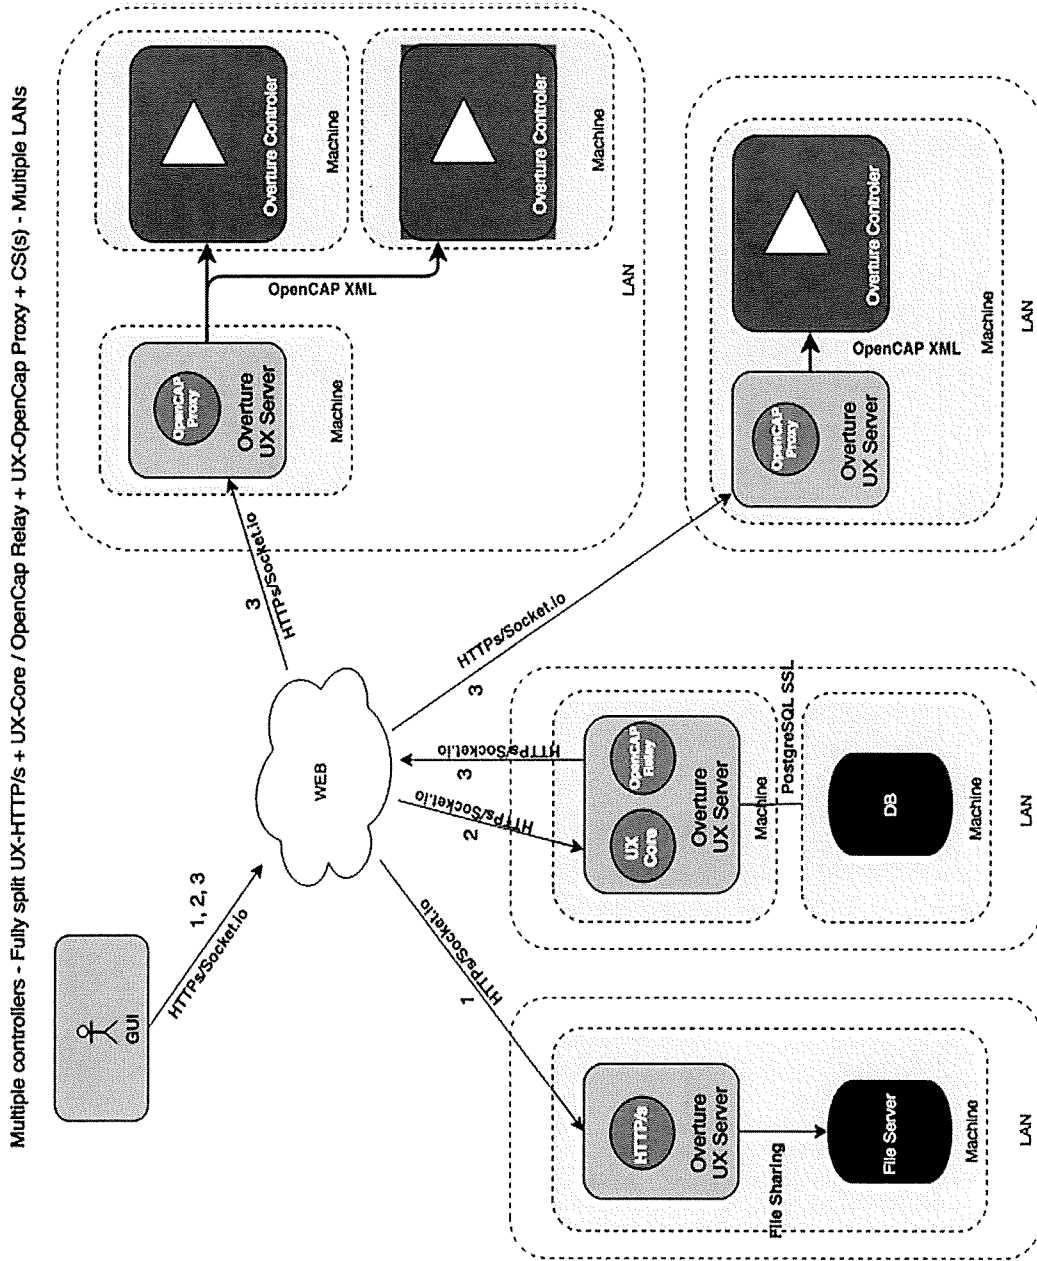 Multiple controllers - Fully split UX-HTTP/s + UX-Core / OpenCap Relay + UX-OpenCap Proxy + CS(s) - Multiple LANs
GUI
HTTPs/Socket.io
1, 2, 3
WEB
HTTPs/Socket.io
1
HTTPs/Socket.io
2
HTTPs/Socket.io
3
HTTPs/Socket.io
3
HTTPs/Socket.io
3
OpenCAP
Proxy
Overture
UX Server
Machine
OpenCAP XML
Overture Controler
Machine
Overture Controler
Machine
LAN
HTTP/s
Overture
UX Server
File Sharing
File Server
Machine
LAN
UX
Core
OpenCAP
Relay
Overture
UX Server
Machine
PostgreSQL SSL
DB
Machine
LAN
OpenCAP
Proxy
Overture
UX Server
OpenCAP XML
Overture Controler
Machine
LAN